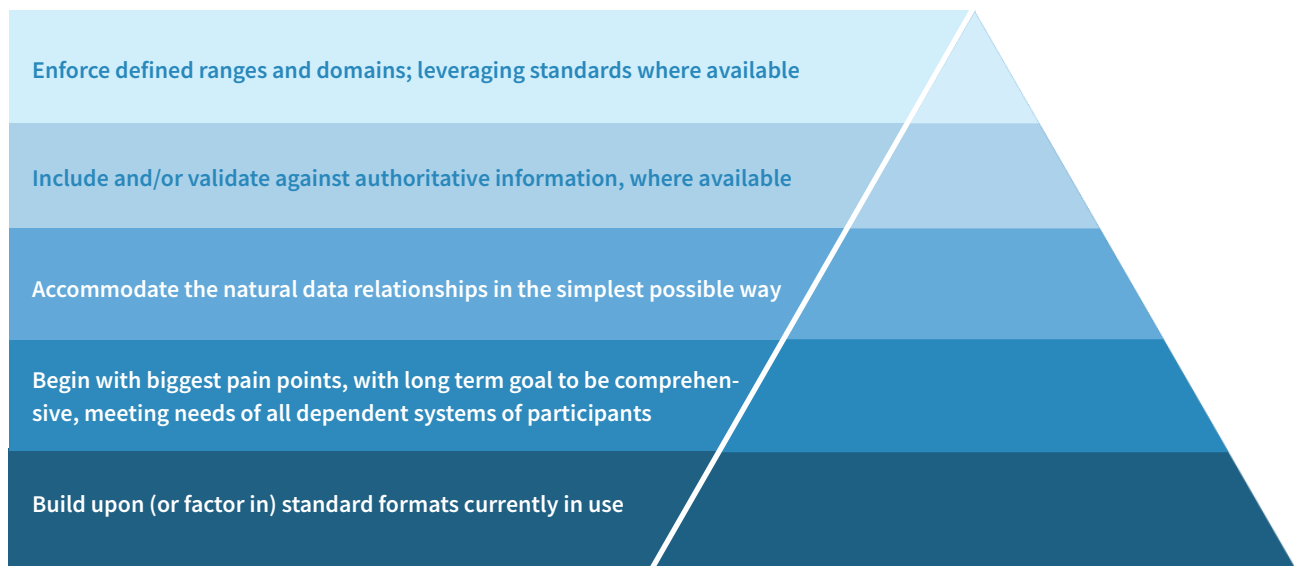 Enforce defined ranges and domains; leveraging standards where available
Include and/or validate against authoritative information, where available
Accommodate the natural data relationships in the simplest possible way
Begin with biggest pain points, with long term goal to be comprehen-
sive, meeting needs of all dependent systems of participants
Build upon (or factor in) standard formats currently in use